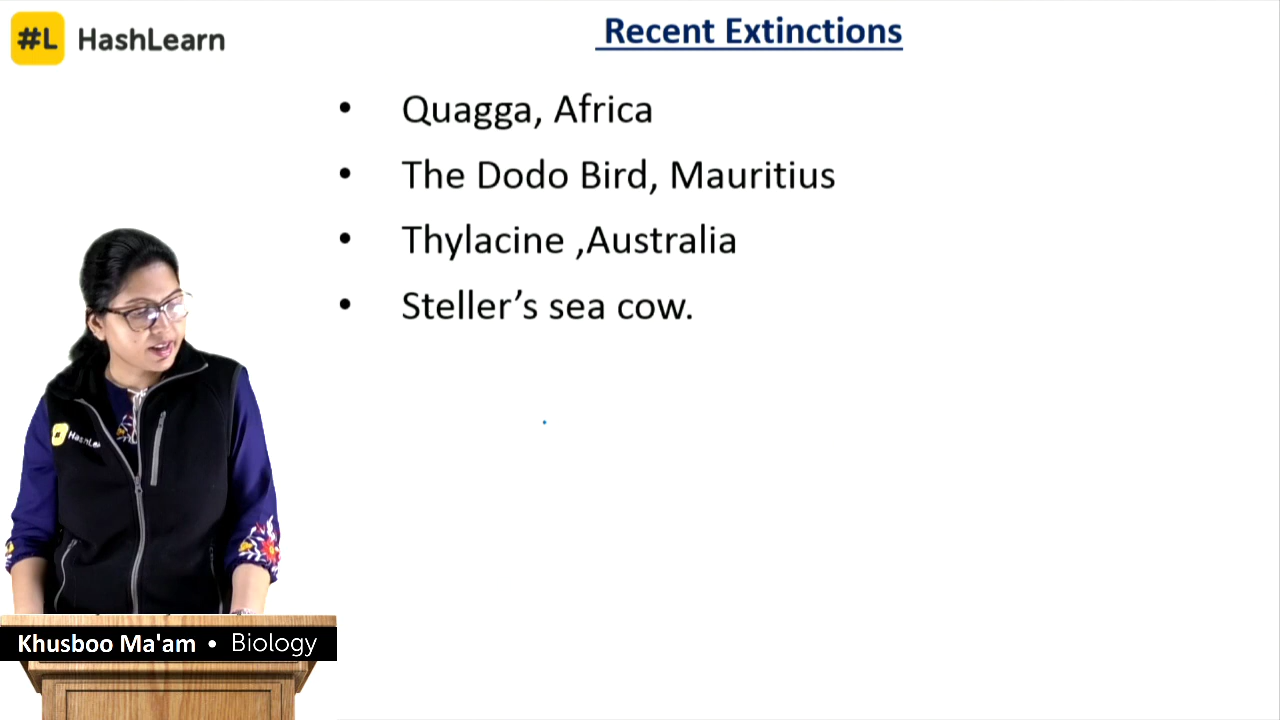 #L HashLearn
Recent Extinctions
• Quagga, Africa
• The Dodo Bird, Mauritius
• Thylacine ,Australia
• Steller’s sea cow.
Khusboo Ma'am • Biology